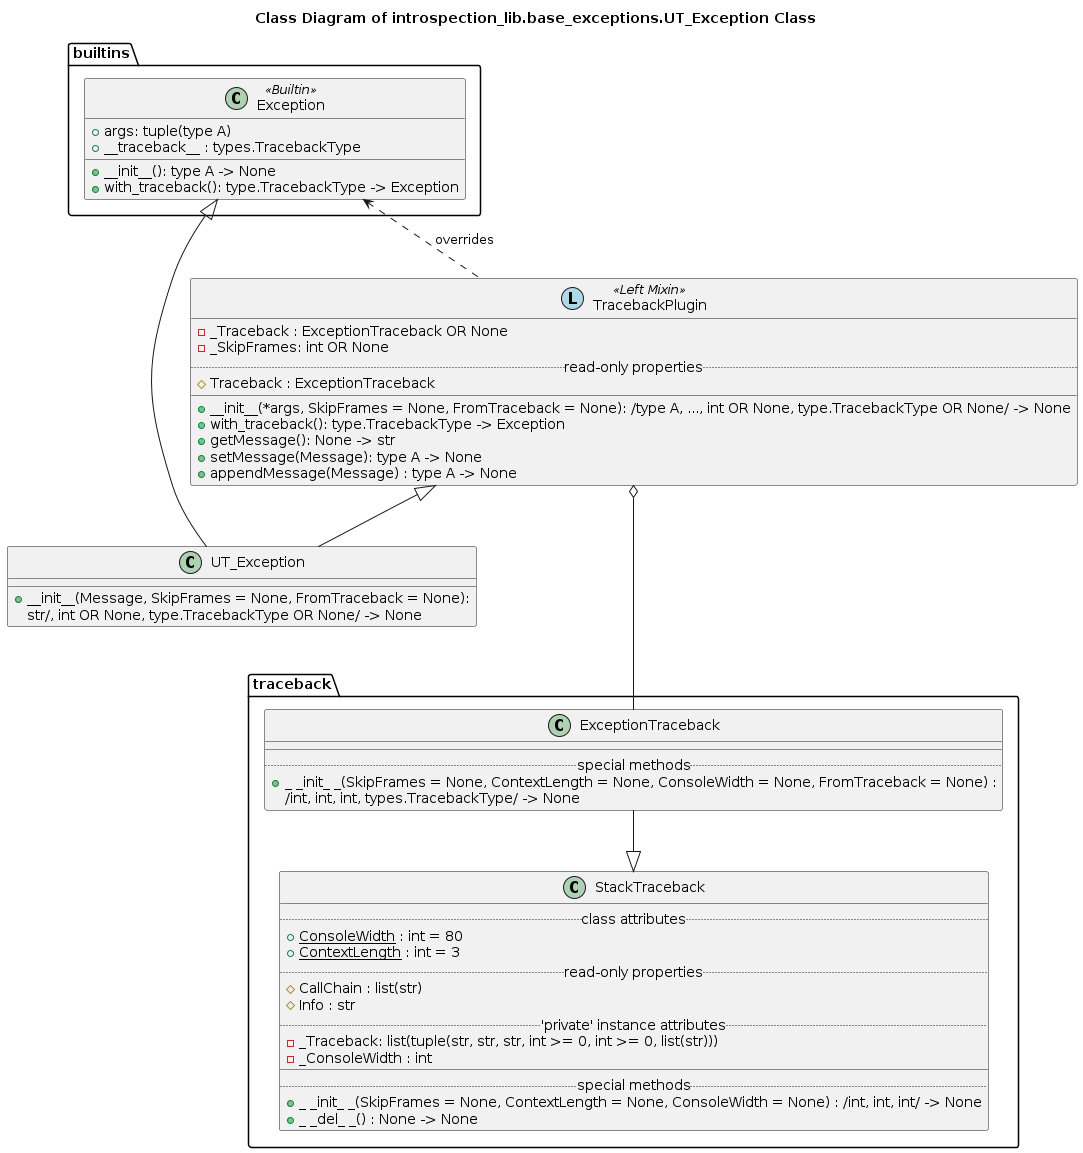 Class Diagram of introspection_lib.base_exceptions.UT_Exception Class
builtins
C
«Builtin»
Exception
args: tuple(type A)
__traceback__ : types.TracebackType
__init__(): type A -> None
with_traceback(): type.TracebackType -> Exception
overrides
L
«Left Mixin»
TracebackPlugin
_Traceback : ExceptionTraceback OR None
_SkipFrames: int OR None
read-only properties
Traceback : ExceptionTraceback
__init__(*args, SkipFrames = None, FromTraceback = None): /type A, ..., int OR None, type.TracebackType OR None/ -> None
with_traceback(): type.TracebackType -> Exception
getMessage(): None -> str
setMessage(Message): type A -> None
appendMessage(Message) : type A -> None
C UT_Exception
__init__(Message, SkipFrames = None, FromTraceback = None):
str/, int OR None, type.TracebackType OR None/ -> None
traceback
C ExceptionTraceback
special methods
_ _init_ _(SkipFrames = None, ContextLength = None, ConsoleWidth = None, FromTraceback = None) :
/int, int, int, types.TracebackType/ -> None
C StackTraceback
class attributes
ConsoleWidth : int = 80
ContextLength : int = 3
read-only properties
CallChain : list(str)
Info : str
'private' instance attributes
_Traceback: list(tuple(str, str, str, int >= 0, int >= 0, list(str)))
_ConsoleWidth : int
special methods
_ _init_ _(SkipFrames = None, ContextLength = None, ConsoleWidth = None) : /int, int, int/ -> None
_ _del_ _() : None -> None